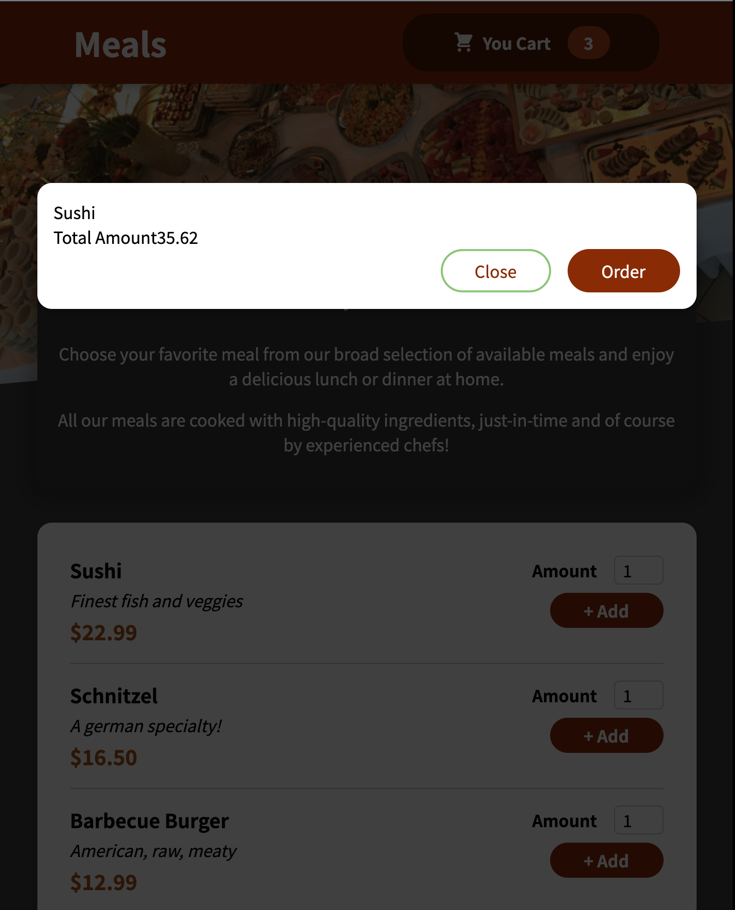 Meals
You Cart 3
Sushi
Total Amount35.62
Close
Order
Choose your favorite meal from our broad selection of available meals and enjoy
a delicious lunch or dinner at home.
All our meals are cooked with high-quality ingredients, just-in-time and of course
by experienced chefs!
Sushi
Amount 1
Finest fish and veggies
+ Add
$22.99
Schnitzel
Amount 1
A german specialty!
+ Add
$16.50
Barbecue Burger
Amount 1
American, raw, meaty
+ Add
$12.99